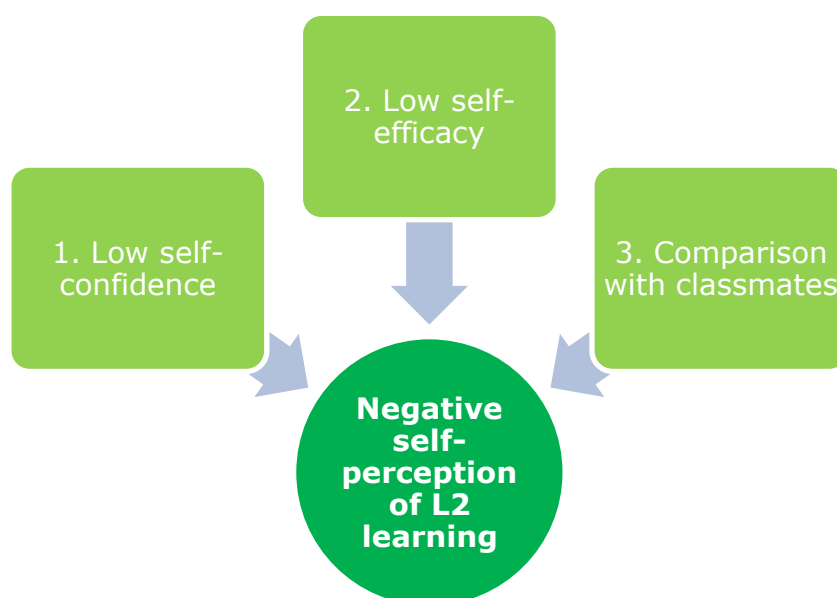 1. Low self-
confidence
2. Low self-
efficacy
3. Comparison
with classmates
Negative
self-
perception
of L2
learning